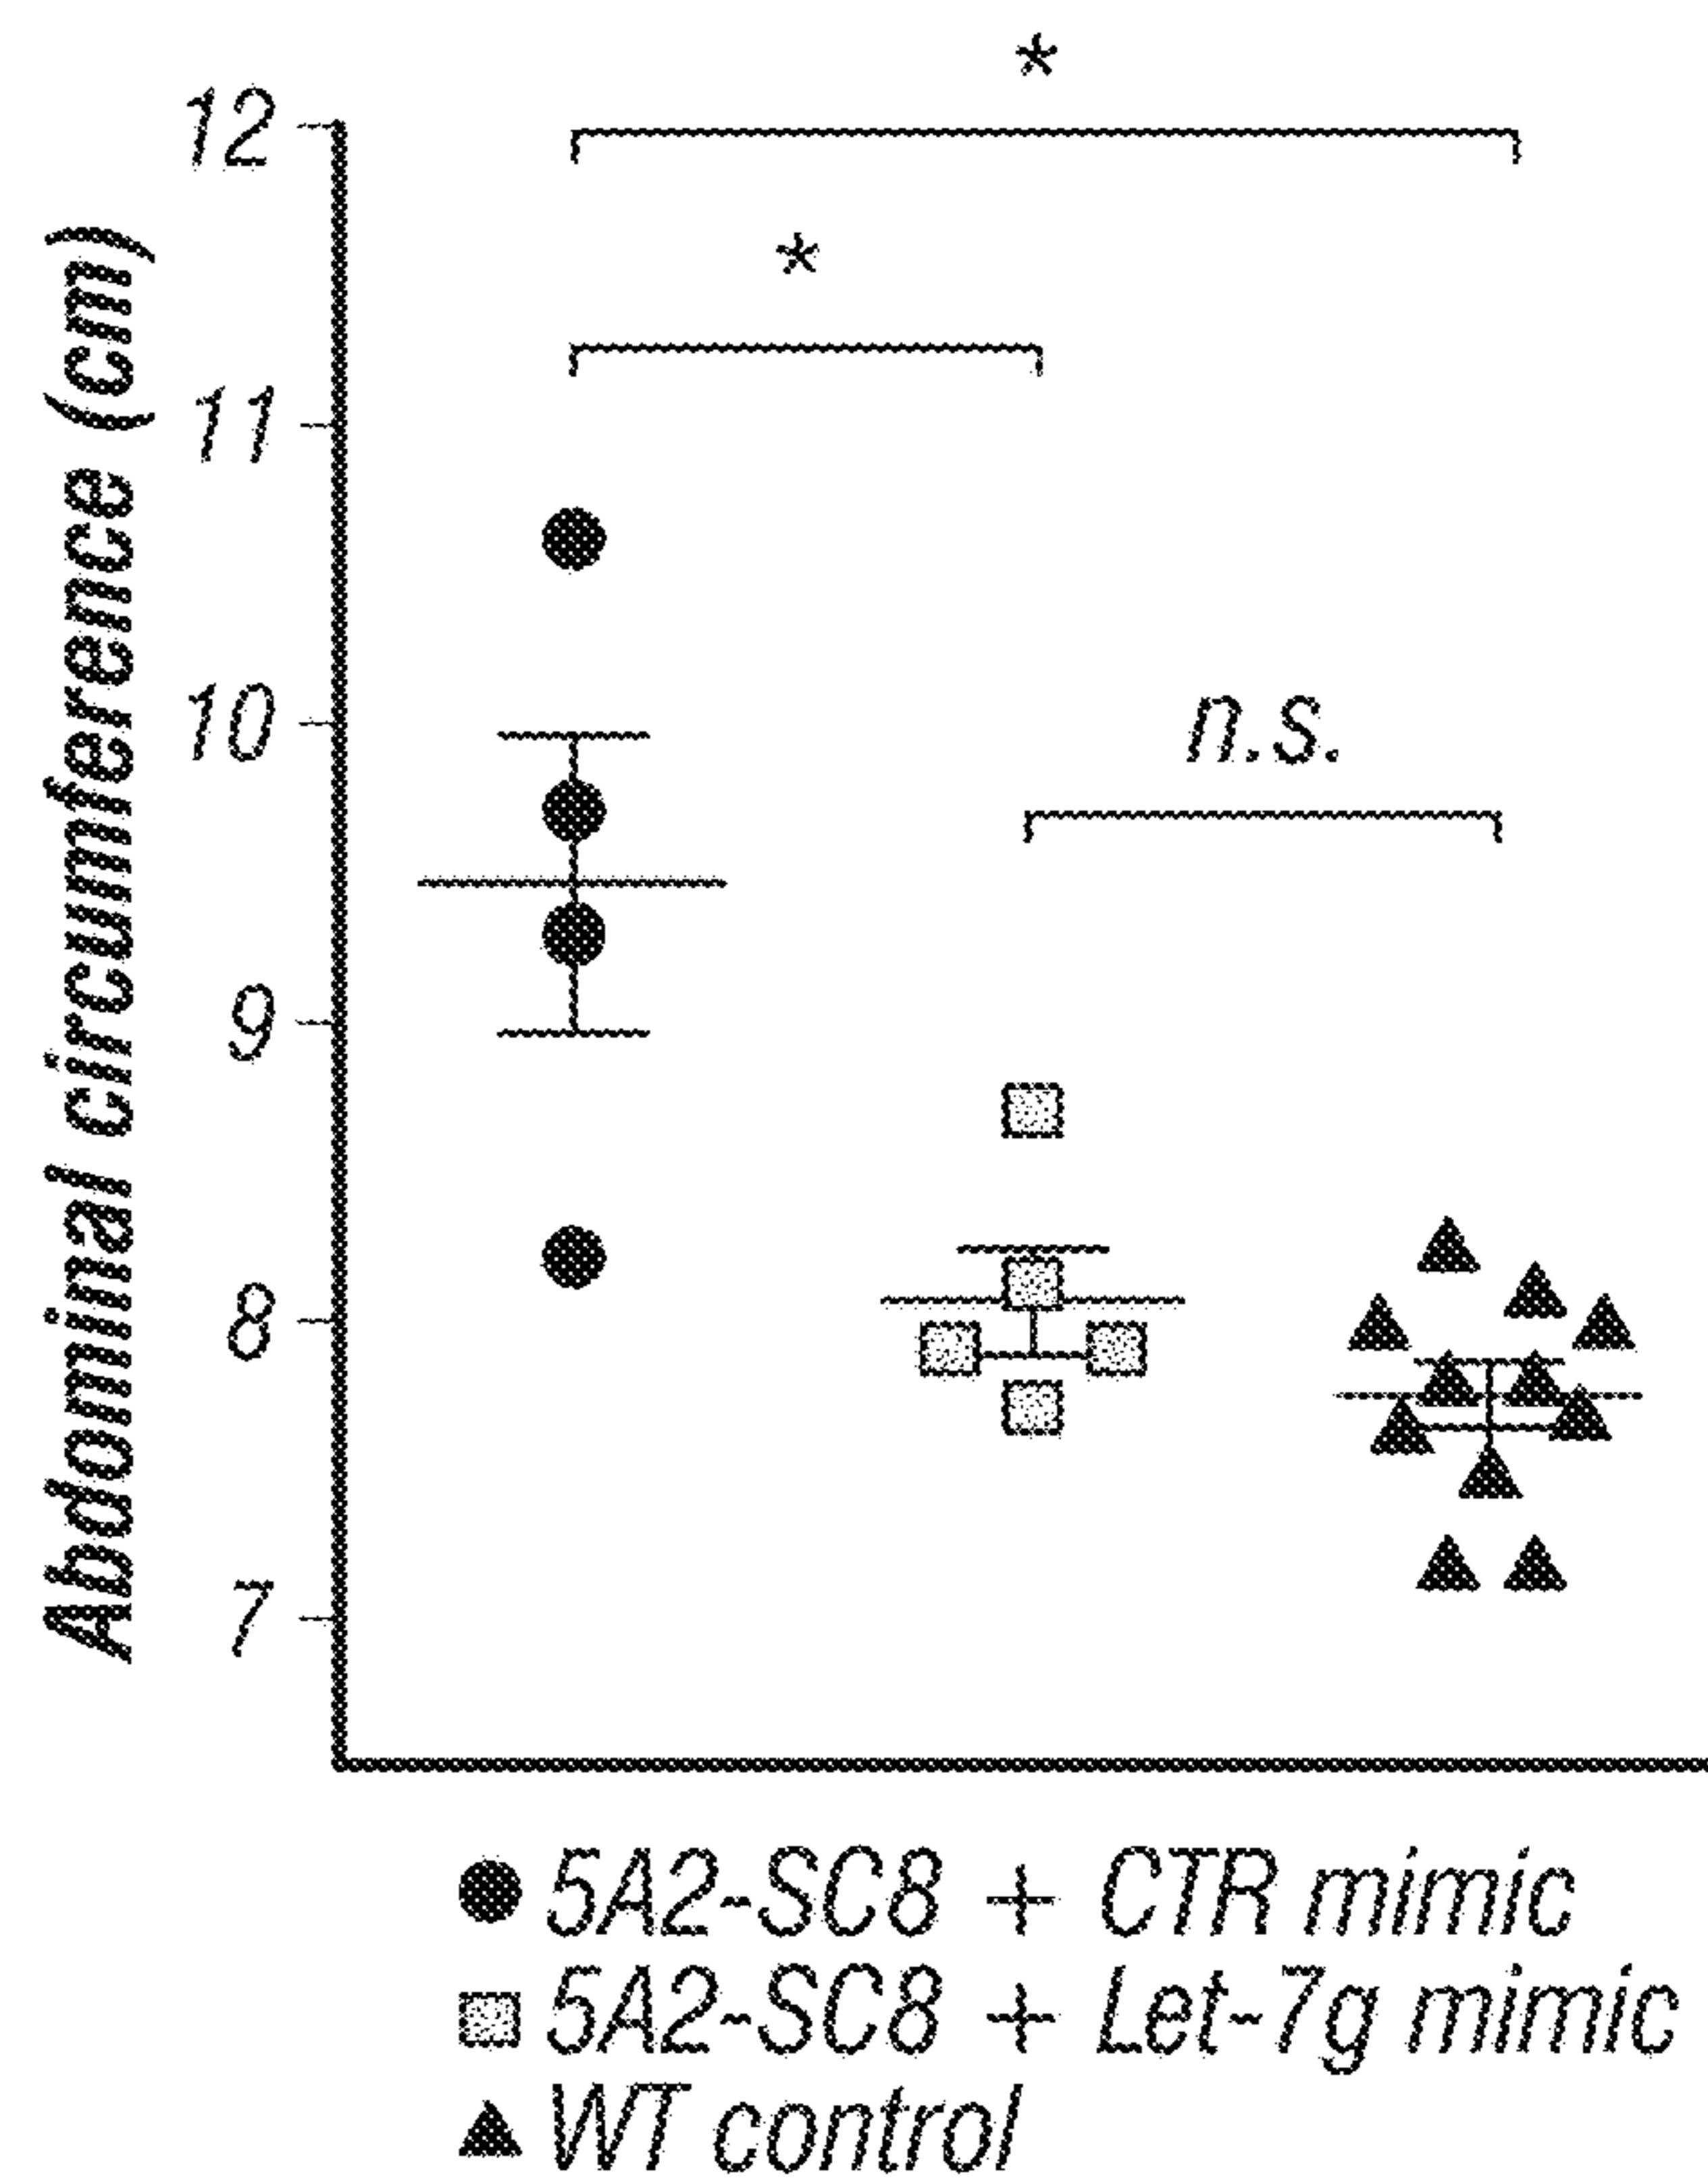 *
12
*
11
10
n.s.
9
8
7
Abdominal circumference (cm)
5A2-SC8 + CTR mimic
5A2-SC8 + Let-7g mimic
WT control